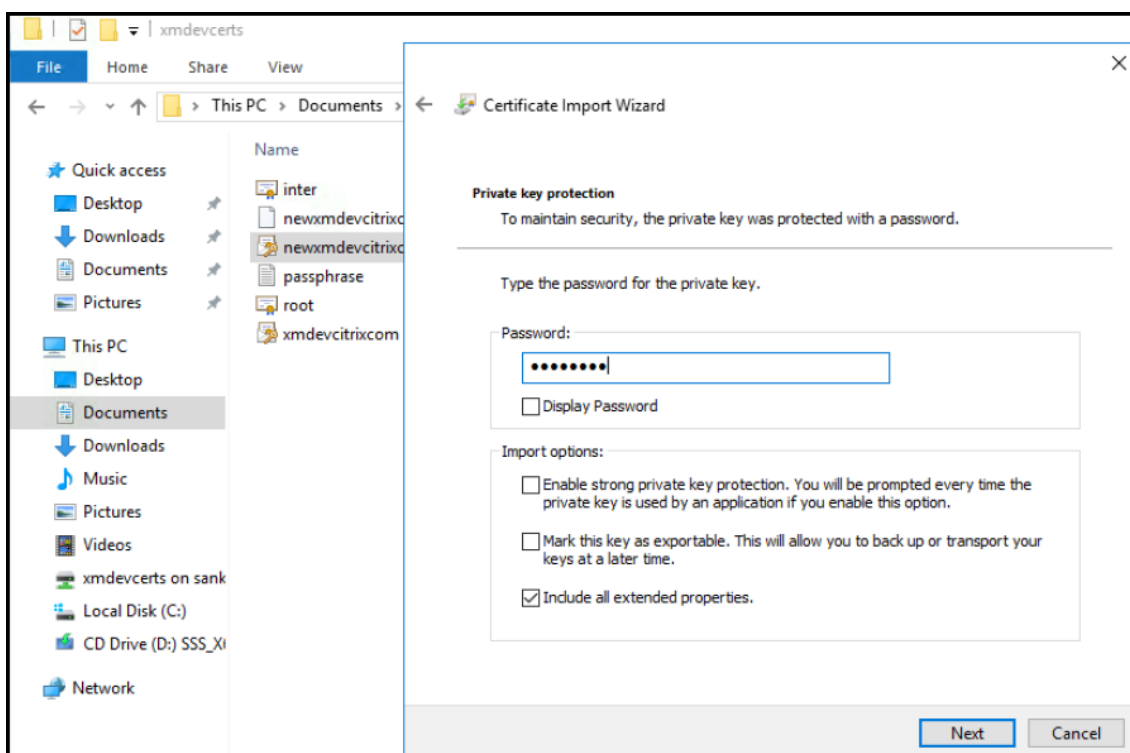 xmdevcerts
File Home Share View
This PC > Documents >
Name
Quick access
Desktop
Downloads
Documents
Pictures
This PC
Desktop
Documents
Downloads
Music
Pictures
Videos
xmdevcerts on sank
Local Disk (C:)
CD Drive (D:) SSS_X
Network
inter
newxmdevcitrixc
newxmdevcitrixc
passphrase
root
xmdevcitrixcom
Certificate Import Wizard
Private key protection
To maintain security, the private key was protected with a password.
Type the password for the private key.
Password:
••••••••
Display Password
Import options:
Enable strong private key protection. You will be prompted every time the
private key is used by an application if you enable this option.
Mark this key as exportable. This will allow you to back up or transport your
keys at a later time.
Include all extended properties.
Next Cancel